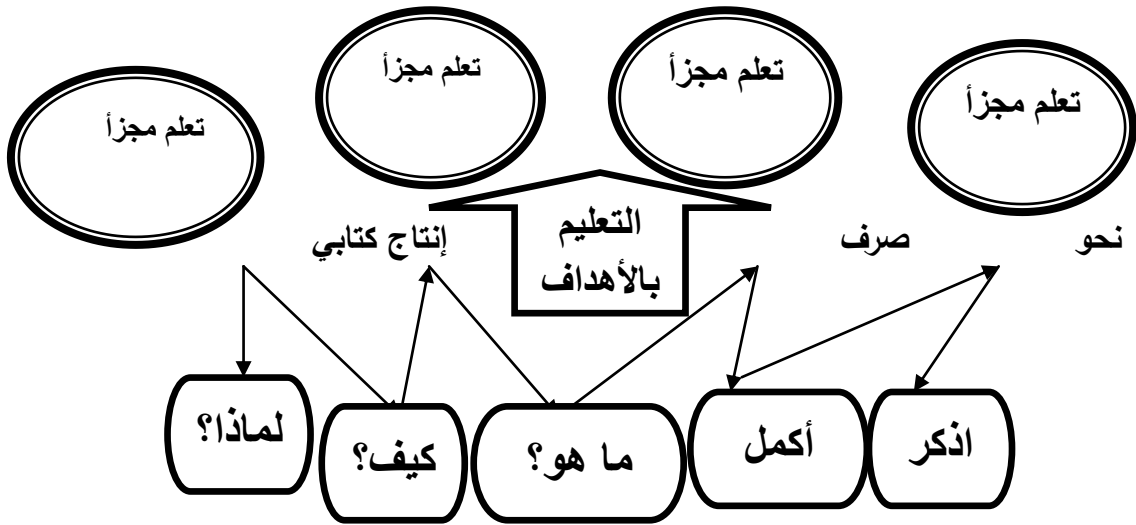 تعلم مجزأ
تعلم مجزأ
تعلم مجزأ
تعلم مجزأ
التعليم
بالأهداف
نحو
صرف
إنتاج كتابي
اذكر
أكمل
ما هو؟
كيف؟
لماذا؟